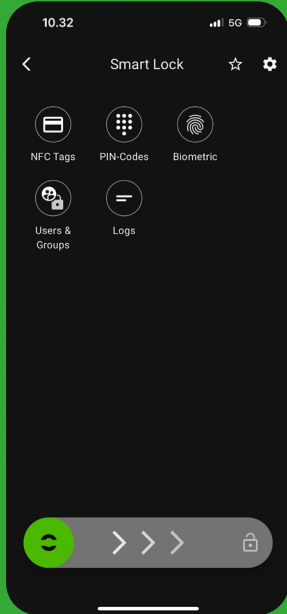 10.32
5G
Smart Lock
NFC Tags
PIN-Codes
Biometric
Users &
Groups
Logs